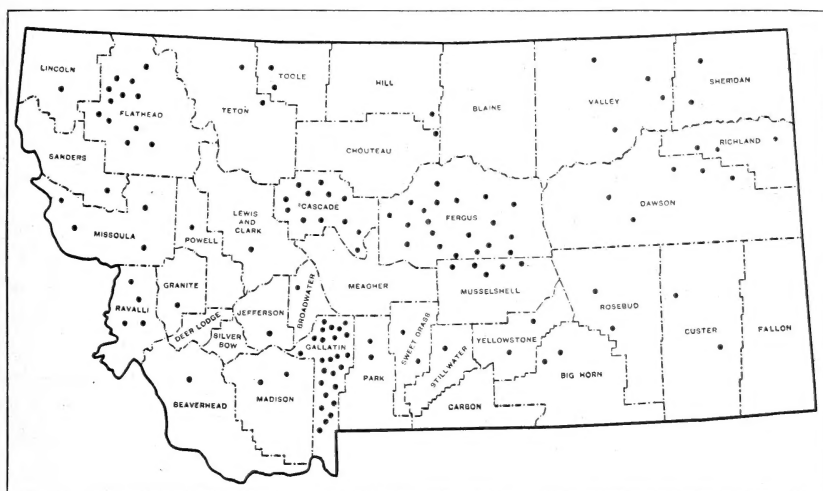 LINCOLN
FLATHEAD
TETON
TOOLE
HILL
BLAINE
VALLEY
SHERIDAN
SANDERS
CHOUTEAU
RICHLAND
CASCADE
FERGUS
DAWSON
MISSOULA
POWELL
LEWIS
AND
CLARK
GRANITE
MEAGHER
MUSSELSHELL
RAVALLI
DEER LODGE
JEFFERSON
BROADWATER
ROSEBUD
CUSTER
FALLON
SILVER
BOW
GALLATIN
SWEET GRASS
STILLWATER
YELLOWSTONE
BEAVERHEAD
MADISON
PARK
CARBON
BIG HORN